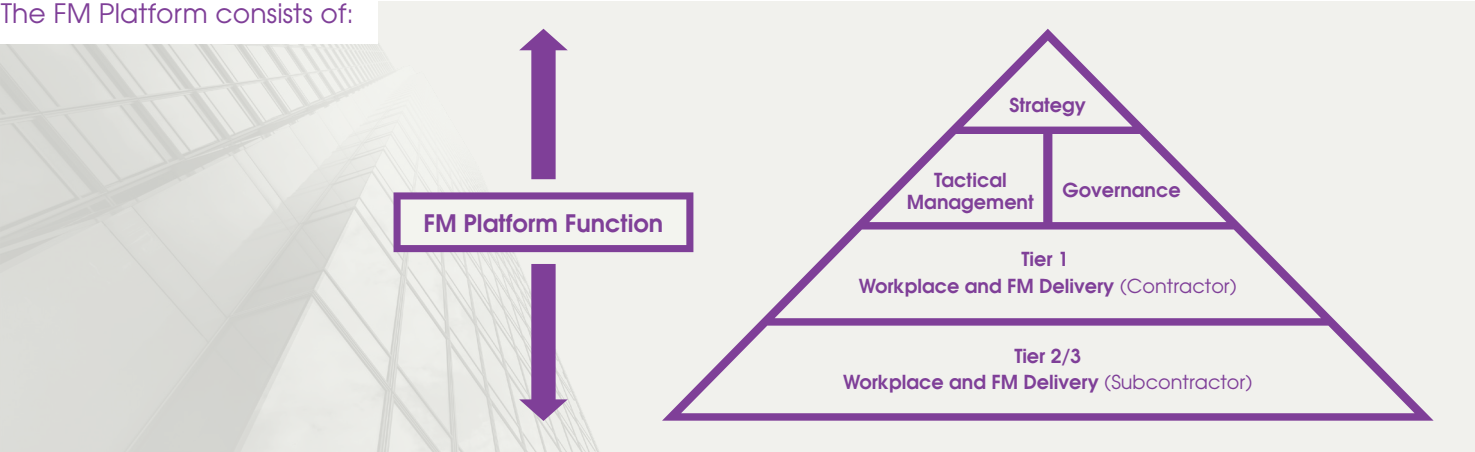 The FM Platform consists of:
FM Platform Function
Strategy
Tactical
Management
Governance
Tier 1
Workplace and FM Delivery (Contractor)
Tier 2/3
Workplace and FM Delivery (Subcontractor)